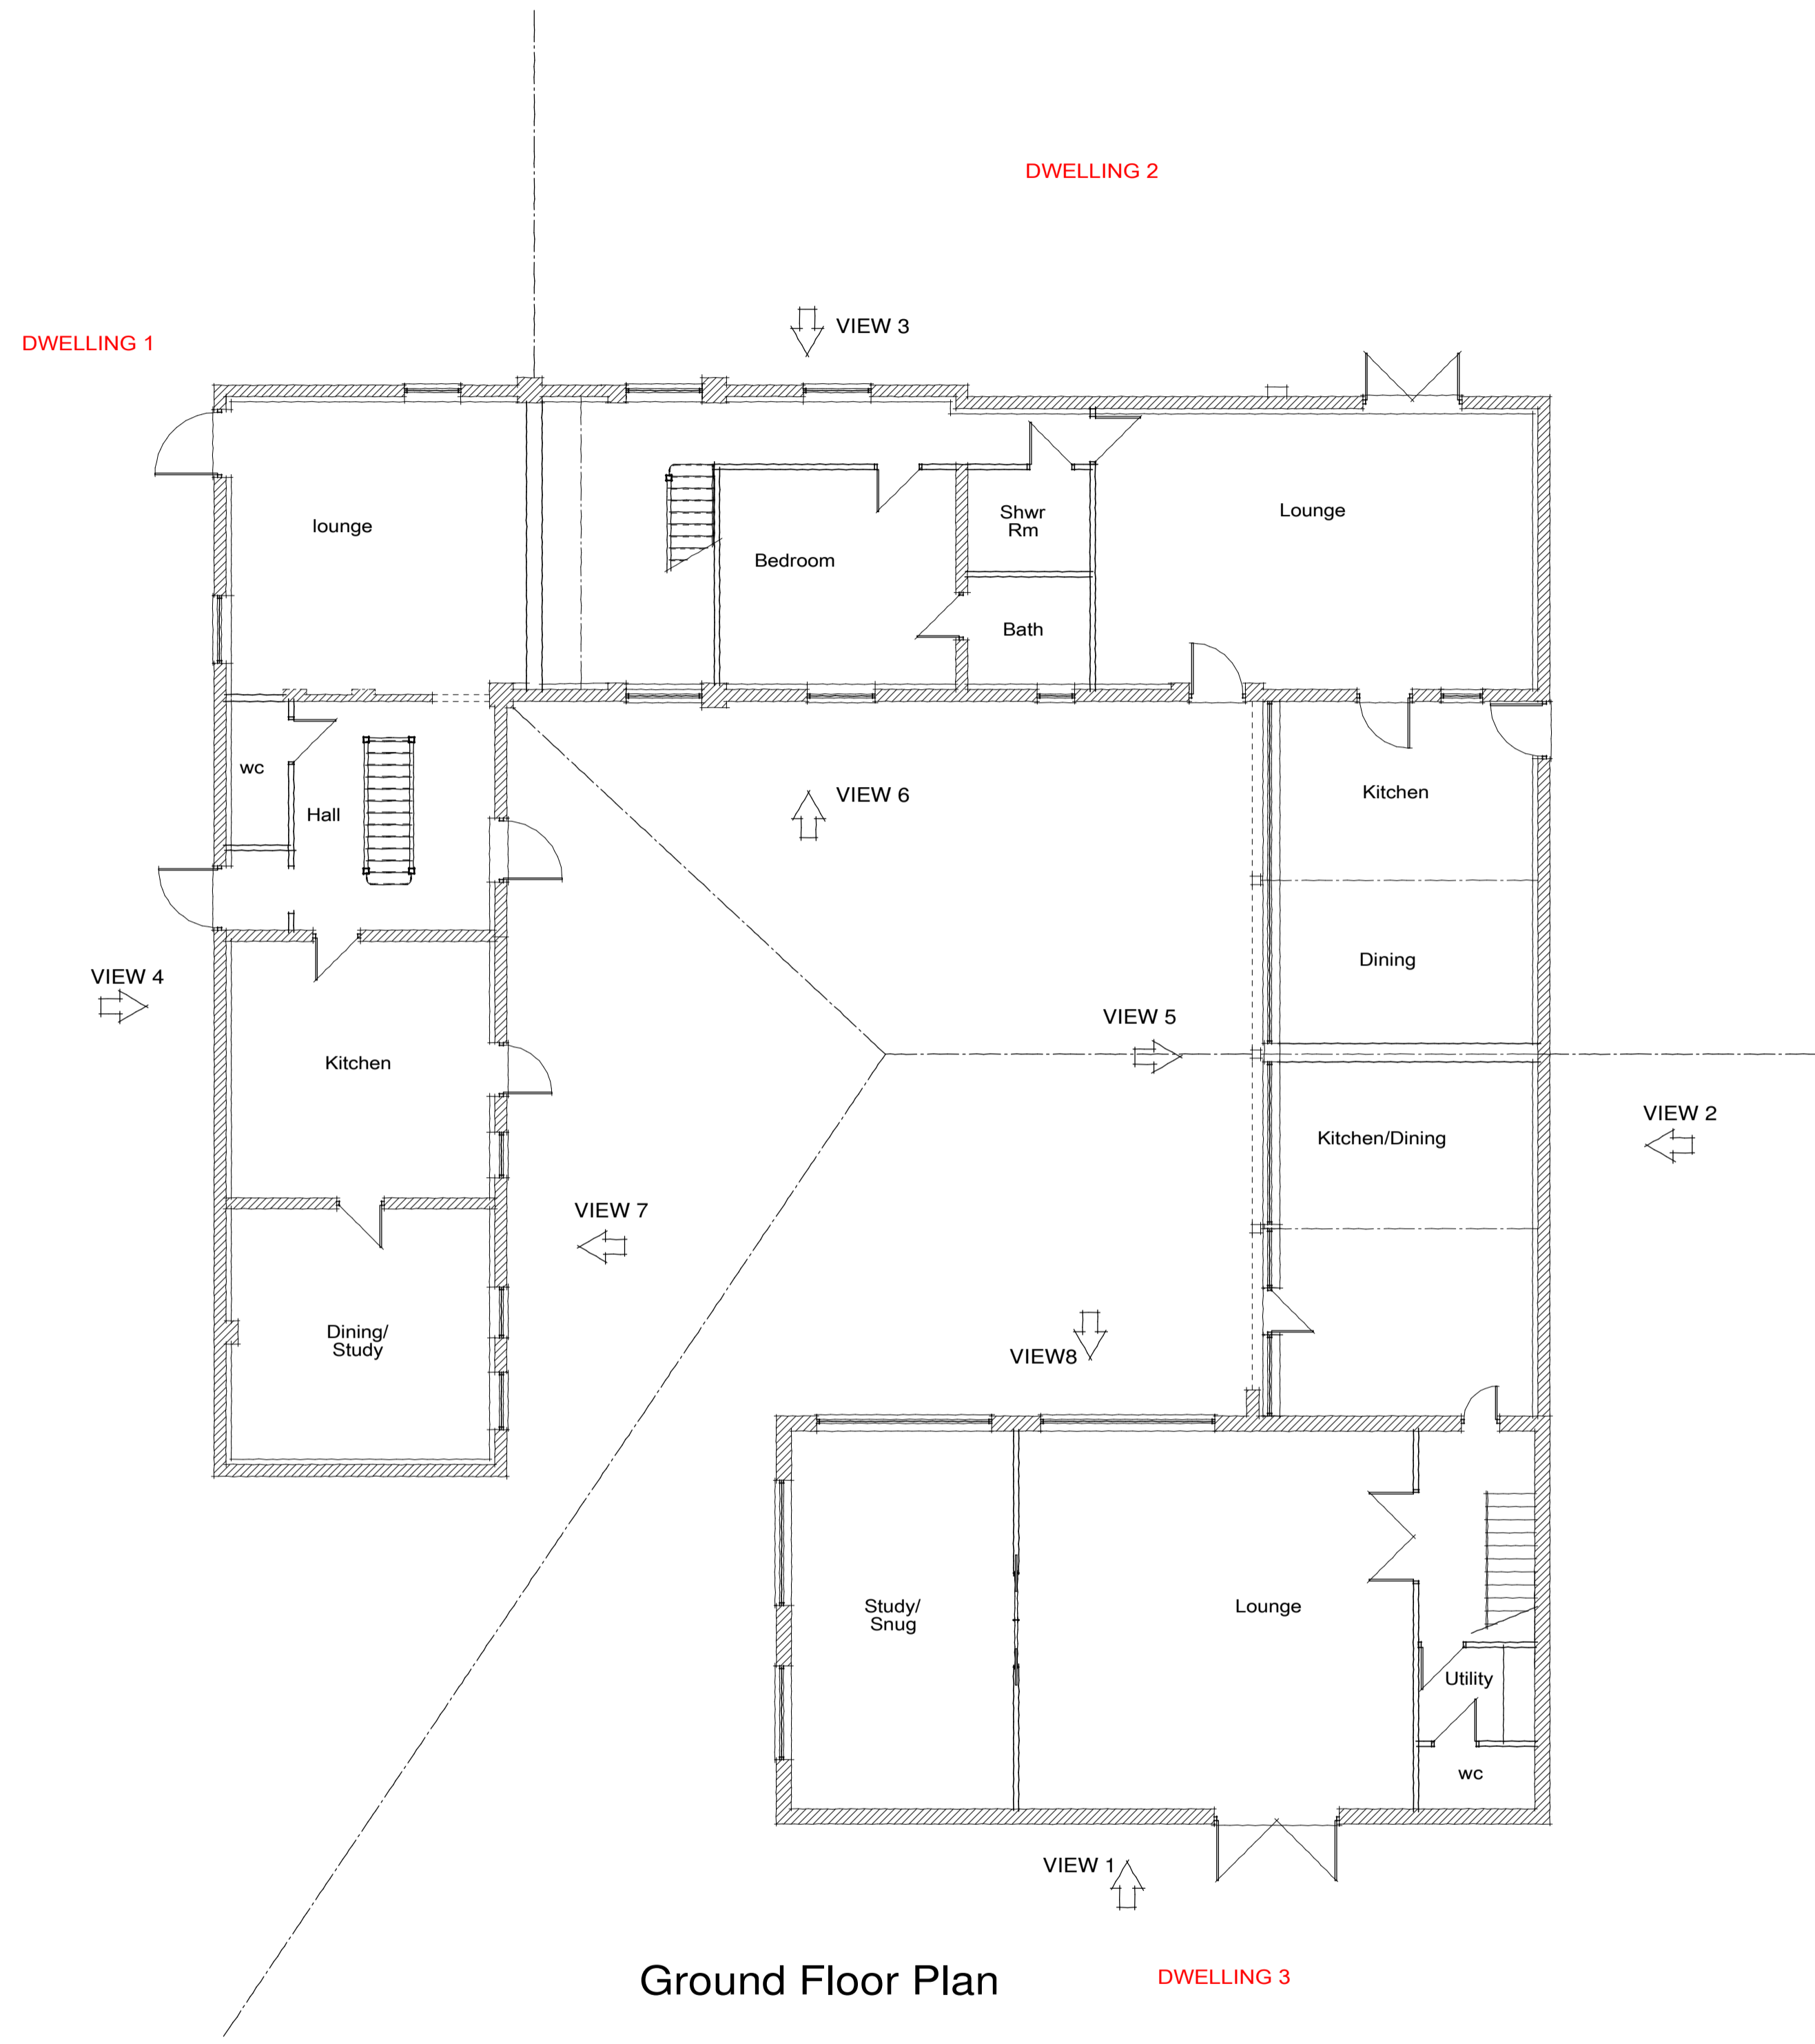 DWELLING 2
VIEW 3
DWELLING 1
lounge
Bedroom
Shwr
Rm
Lounge
Bath
wc
Hall
VIEW 6
Kitchen
Dining
VIEW 4
VIEW 5
Kitchen
Kitchen/Dining
VIEW 2
VIEW 7
Dining/
Study
VIEW8
Study/
Snug
Lounge
Utility
wc
VIEW 1
Ground Floor Plan
DWELLING 3